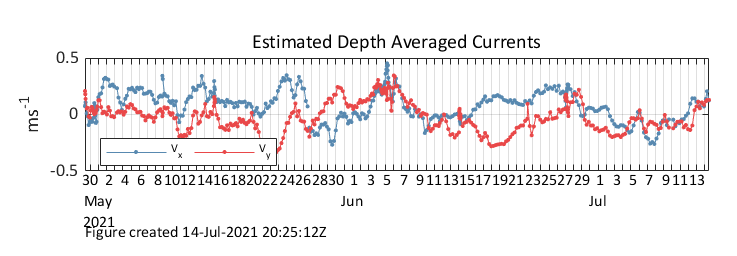 Estimated Depth Averaged Currents
0.5
0
-0.5
ms-1
Vx Vy
30 2 4 6 8 10 12 14 16 18 20 22 24 26 28 30 1 3 5 7 9 11 13 15 17 19 21 23 25 27 29 1 3 5 7 9 11 13
May Jun Jul
2021
Figure created 14-Jul-2021 20:25:12Z